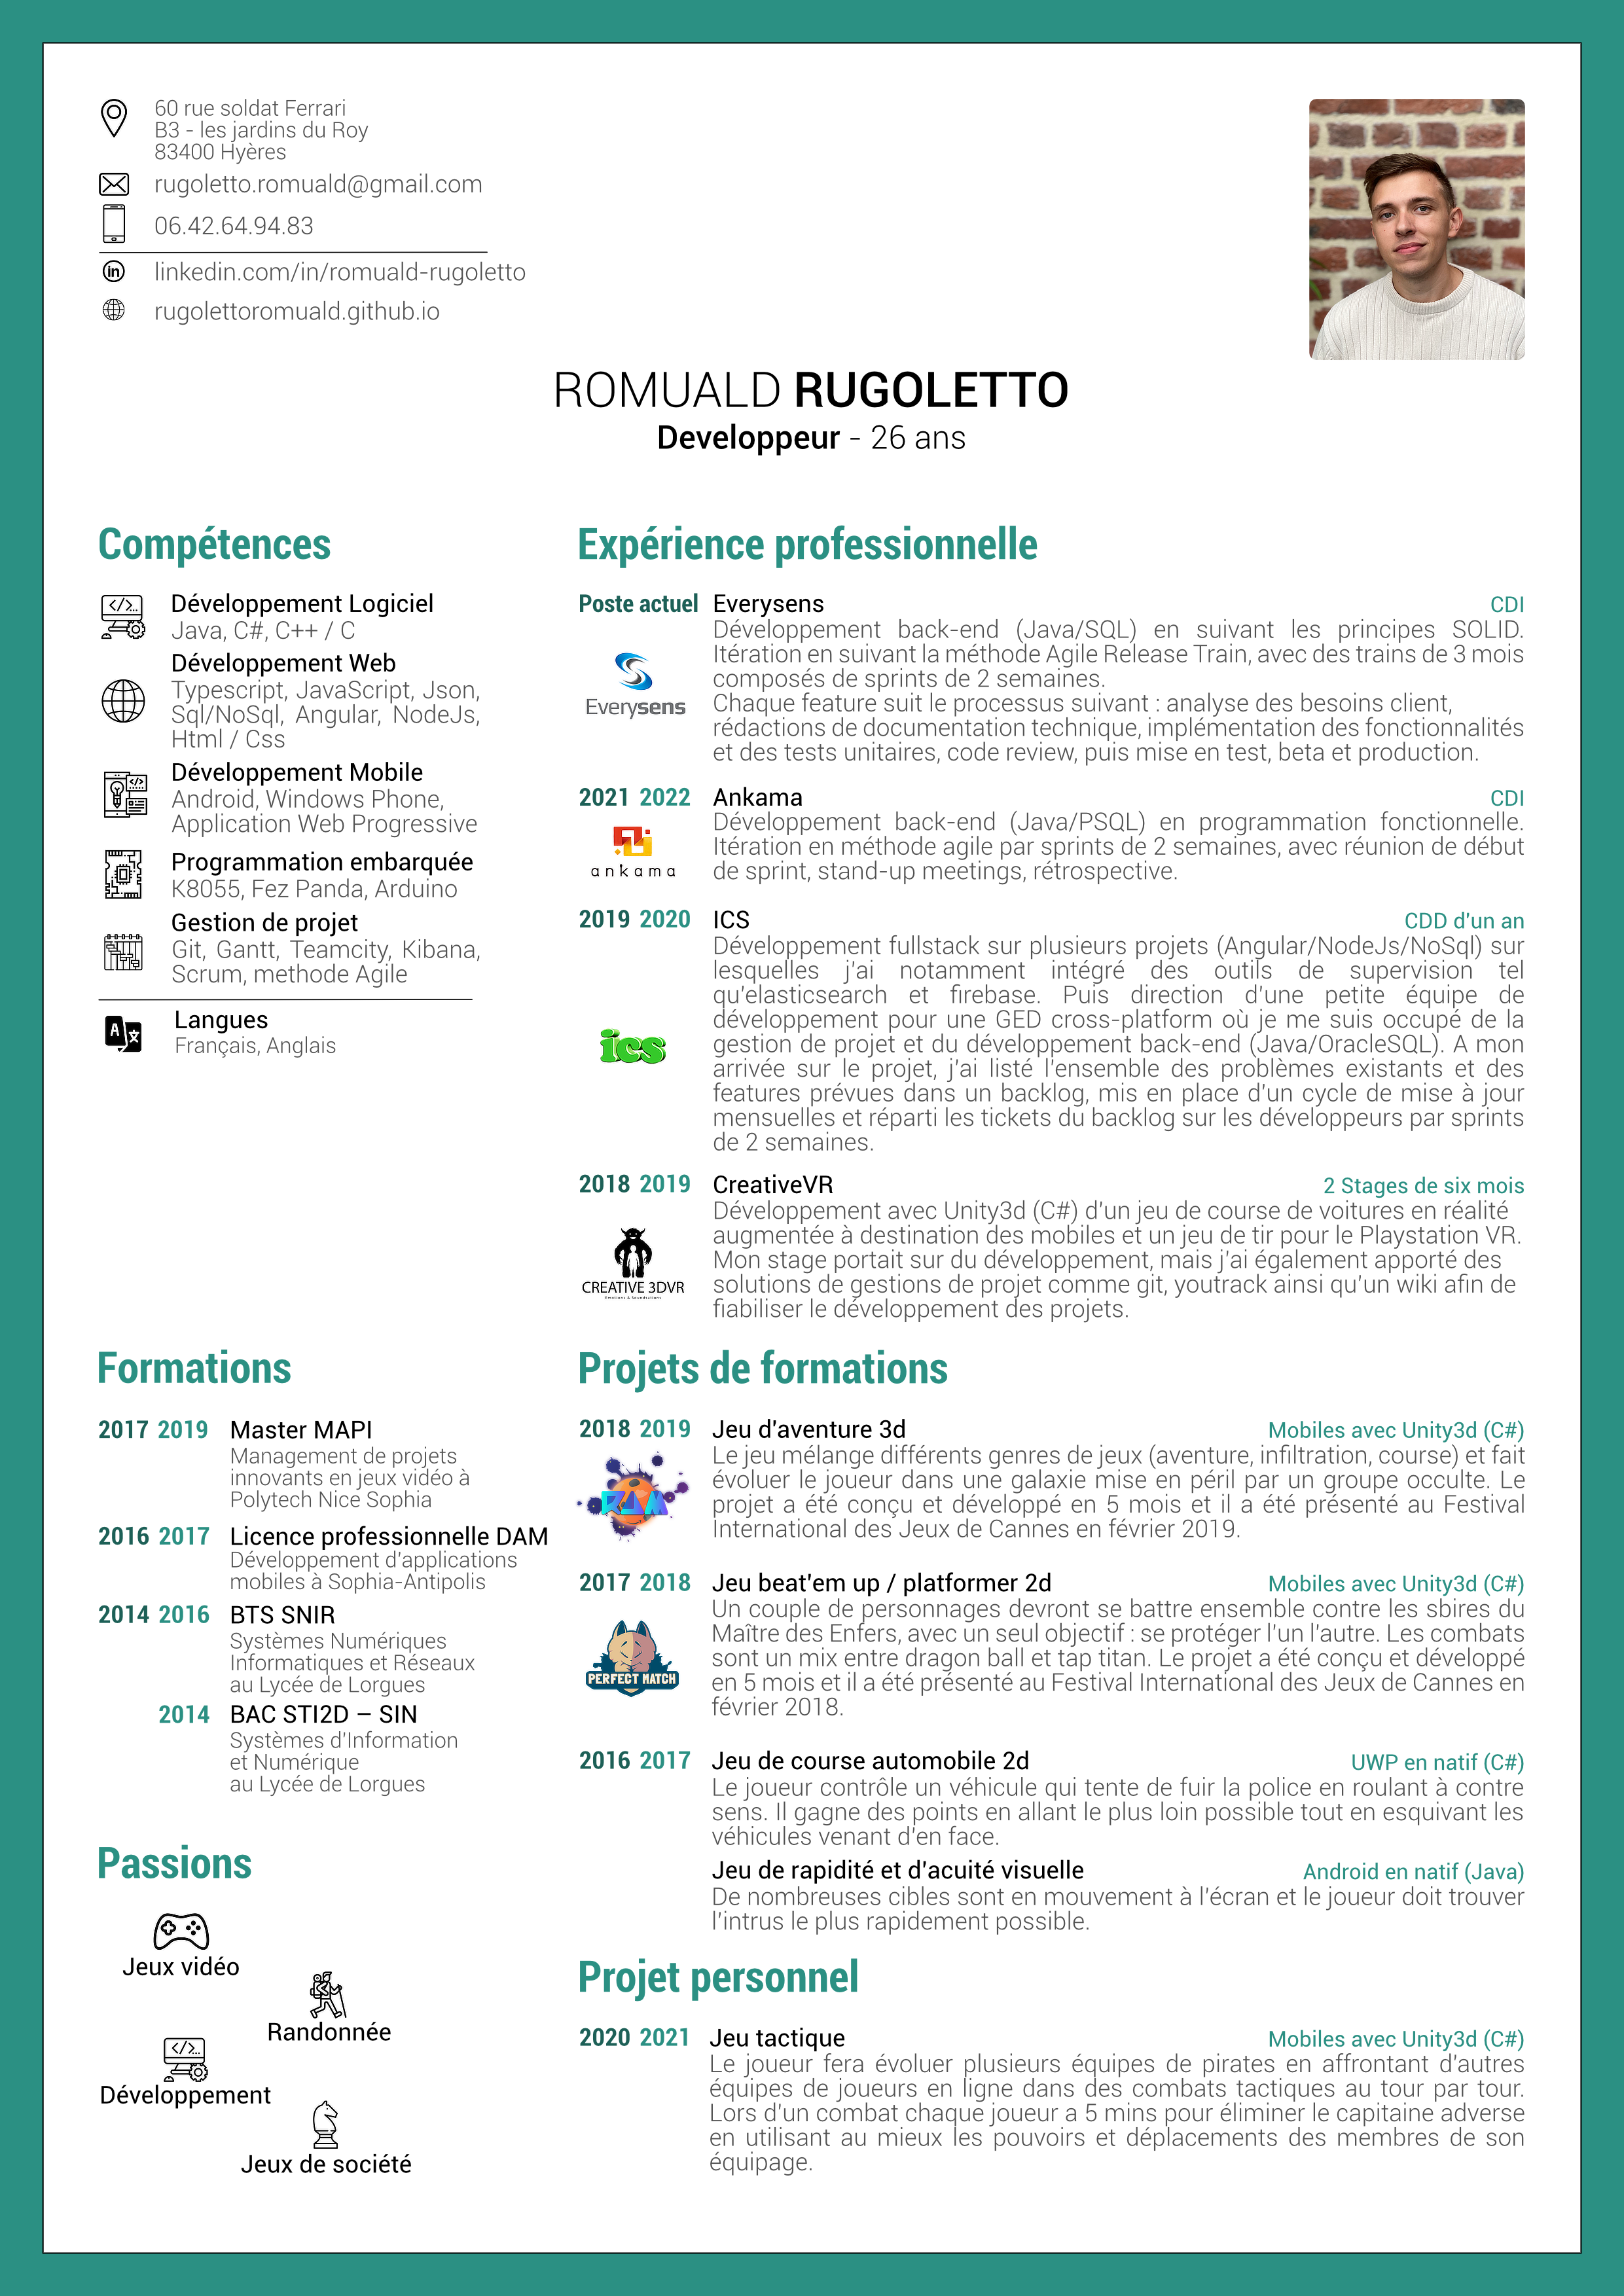 60 rue soldat Ferrari
B3 - les jardins du Roy
83400 Hyères
rugoletto.romuald@gmail.com
06.42.64.94.83
linkedin.com/in/romuald-rugoletto
rugolettoromuald.github.io
ROMUALD RUGOLETTO
Developpeur - 26 ans
Compétences
Développement Logiciel
Java, C#, C++ / C
Développement Web
Typescript, JavaScript, Json,
Sql/NoSql, Angular, NodeJs,
Html / Css
Développement Mobile
Android, Windows Phone,
Application Web Progressive
Programmation embarquée
K8055, Fez Panda, Arduino
Gestion de projet
Git, Gantt, Teamcity, Kibana,
Scrum, methode Agile
Langues
Français, Anglais
Expérience professionnelle
Poste actuel Everysens CDI
Everysens
Développement back-end (Java/SQL) en suivant les principes SOLID.
Itération en suivant la méthode Agile Release Train, avec des trains de 3 mois
composés de sprints de 2 semaines.
Chaque feature suit le processus suivant : analyse des besoins client,
rédactions de documentation technique, implémentation des fonctionnalités
et des tests unitaires, code review, puis mise en test, beta et production.
2021 2022 Ankama CDI
ankama
Développement back-end (Java/PSQL) en programmation fonctionnelle.
Itération en méthode agile par sprints de 2 semaines, avec réunion de début
de sprint, stand-up meetings, rétrospective.
2019 2020 ICS CDD d'un an
ics
Développement fullstack sur plusieurs projets (Angular/NodeJs/NoSql) sur
lesquelles j'ai notamment intégré des outils de supervision tel
qu'elasticsearch et firebase. Puis direction d'une petite équipe de
développement pour une GED cross-platform où je me suis occupé de la
gestion de projet et du développement back-end (Java/OracleSQL). A mon
arrivée sur le projet, j'ai listé l'ensemble des problèmes existants et des
features prévues dans un backlog, mis en place d'un cycle de mise à jour
mensuelles et réparti les tickets du backlog sur les développeurs par sprints
de 2 semaines.
2018 2019 CreativeVR 2 Stages de six mois
CREATIVE 3DVR
Développement avec Unity3d (C#) d'un jeu de course de voitures en réalité
augmentée à destination des mobiles et un jeu de tir pour le Playstation VR.
Mon stage portait sur du développement, mais j'ai également apporté des
solutions de gestions de projet comme git, youtrack ainsi qu'un wiki afin de
fiabiliser le développement des projets.
Formations
2017 2019 Master MAPI
Management de projets
innovants en jeux vidéo à
Polytech Nice Sophia
2016 2017 Licence professionnelle DAM
Développement d'applications
mobiles à Sophia-Antipolis
2014 2016 BTS SNIR
Systèmes Numériques
Informatiques et Réseaux
au Lycée de Lorgues
2014 BAC STI2D – SIN
Systèmes d'Information
et Numérique
au Lycée de Lorgues
Passions
Jeux vidéo
Randonnée
Développement
Jeux de société
Projets de formations
2018 2019 Jeu d'aventure 3d Mobiles avec Unity3d (C#)
Le jeu mélange différents genres de jeux (aventure, infiltration, course) et fait
évoluer le joueur dans une galaxie mise en péril par un groupe occulte. Le
projet a été conçu et développé en 5 mois et il a été présenté au Festival
International des Jeux de Cannes en février 2019.
2017 2018 Jeu beat'em up / platformer 2d Mobiles avec Unity3d (C#)
PERFECT MATCH
Un couple de personnages devront se battre ensemble contre les sbires du
Maître des Enfers, avec un seul objectif : se protéger l'un l'autre. Les combats
sont un mix entre dragon ball et tap titan. Le projet a été conçu et développé
en 5 mois et il a été présenté au Festival International des Jeux de Cannes en
février 2018.
2016 2017 Jeu de course automobile 2d UWP en natif (C#)
Le joueur contrôle un véhicule qui tente de fuir la police en roulant à contre
sens. Il gagne des points en allant le plus loin possible tout en esquivant les
véhicules venant d'en face.
Jeu de rapidité et d'acuité visuelle Android en natif (Java)
De nombreuses cibles sont en mouvement à l'écran et le joueur doit trouver
l'intrus le plus rapidement possible.
Projet personnel
2020 2021 Jeu tactique Mobiles avec Unity3d (C#)
Le joueur fera évoluer plusieurs équipes de pirates en affrontant d'autres
équipes de joueurs en ligne dans des combats tactiques au tour par tour.
Lors d'un combat chaque joueur a 5 mins pour éliminer le capitaine adverse
en utilisant au mieux les pouvoirs et déplacements des membres de son
équipage.